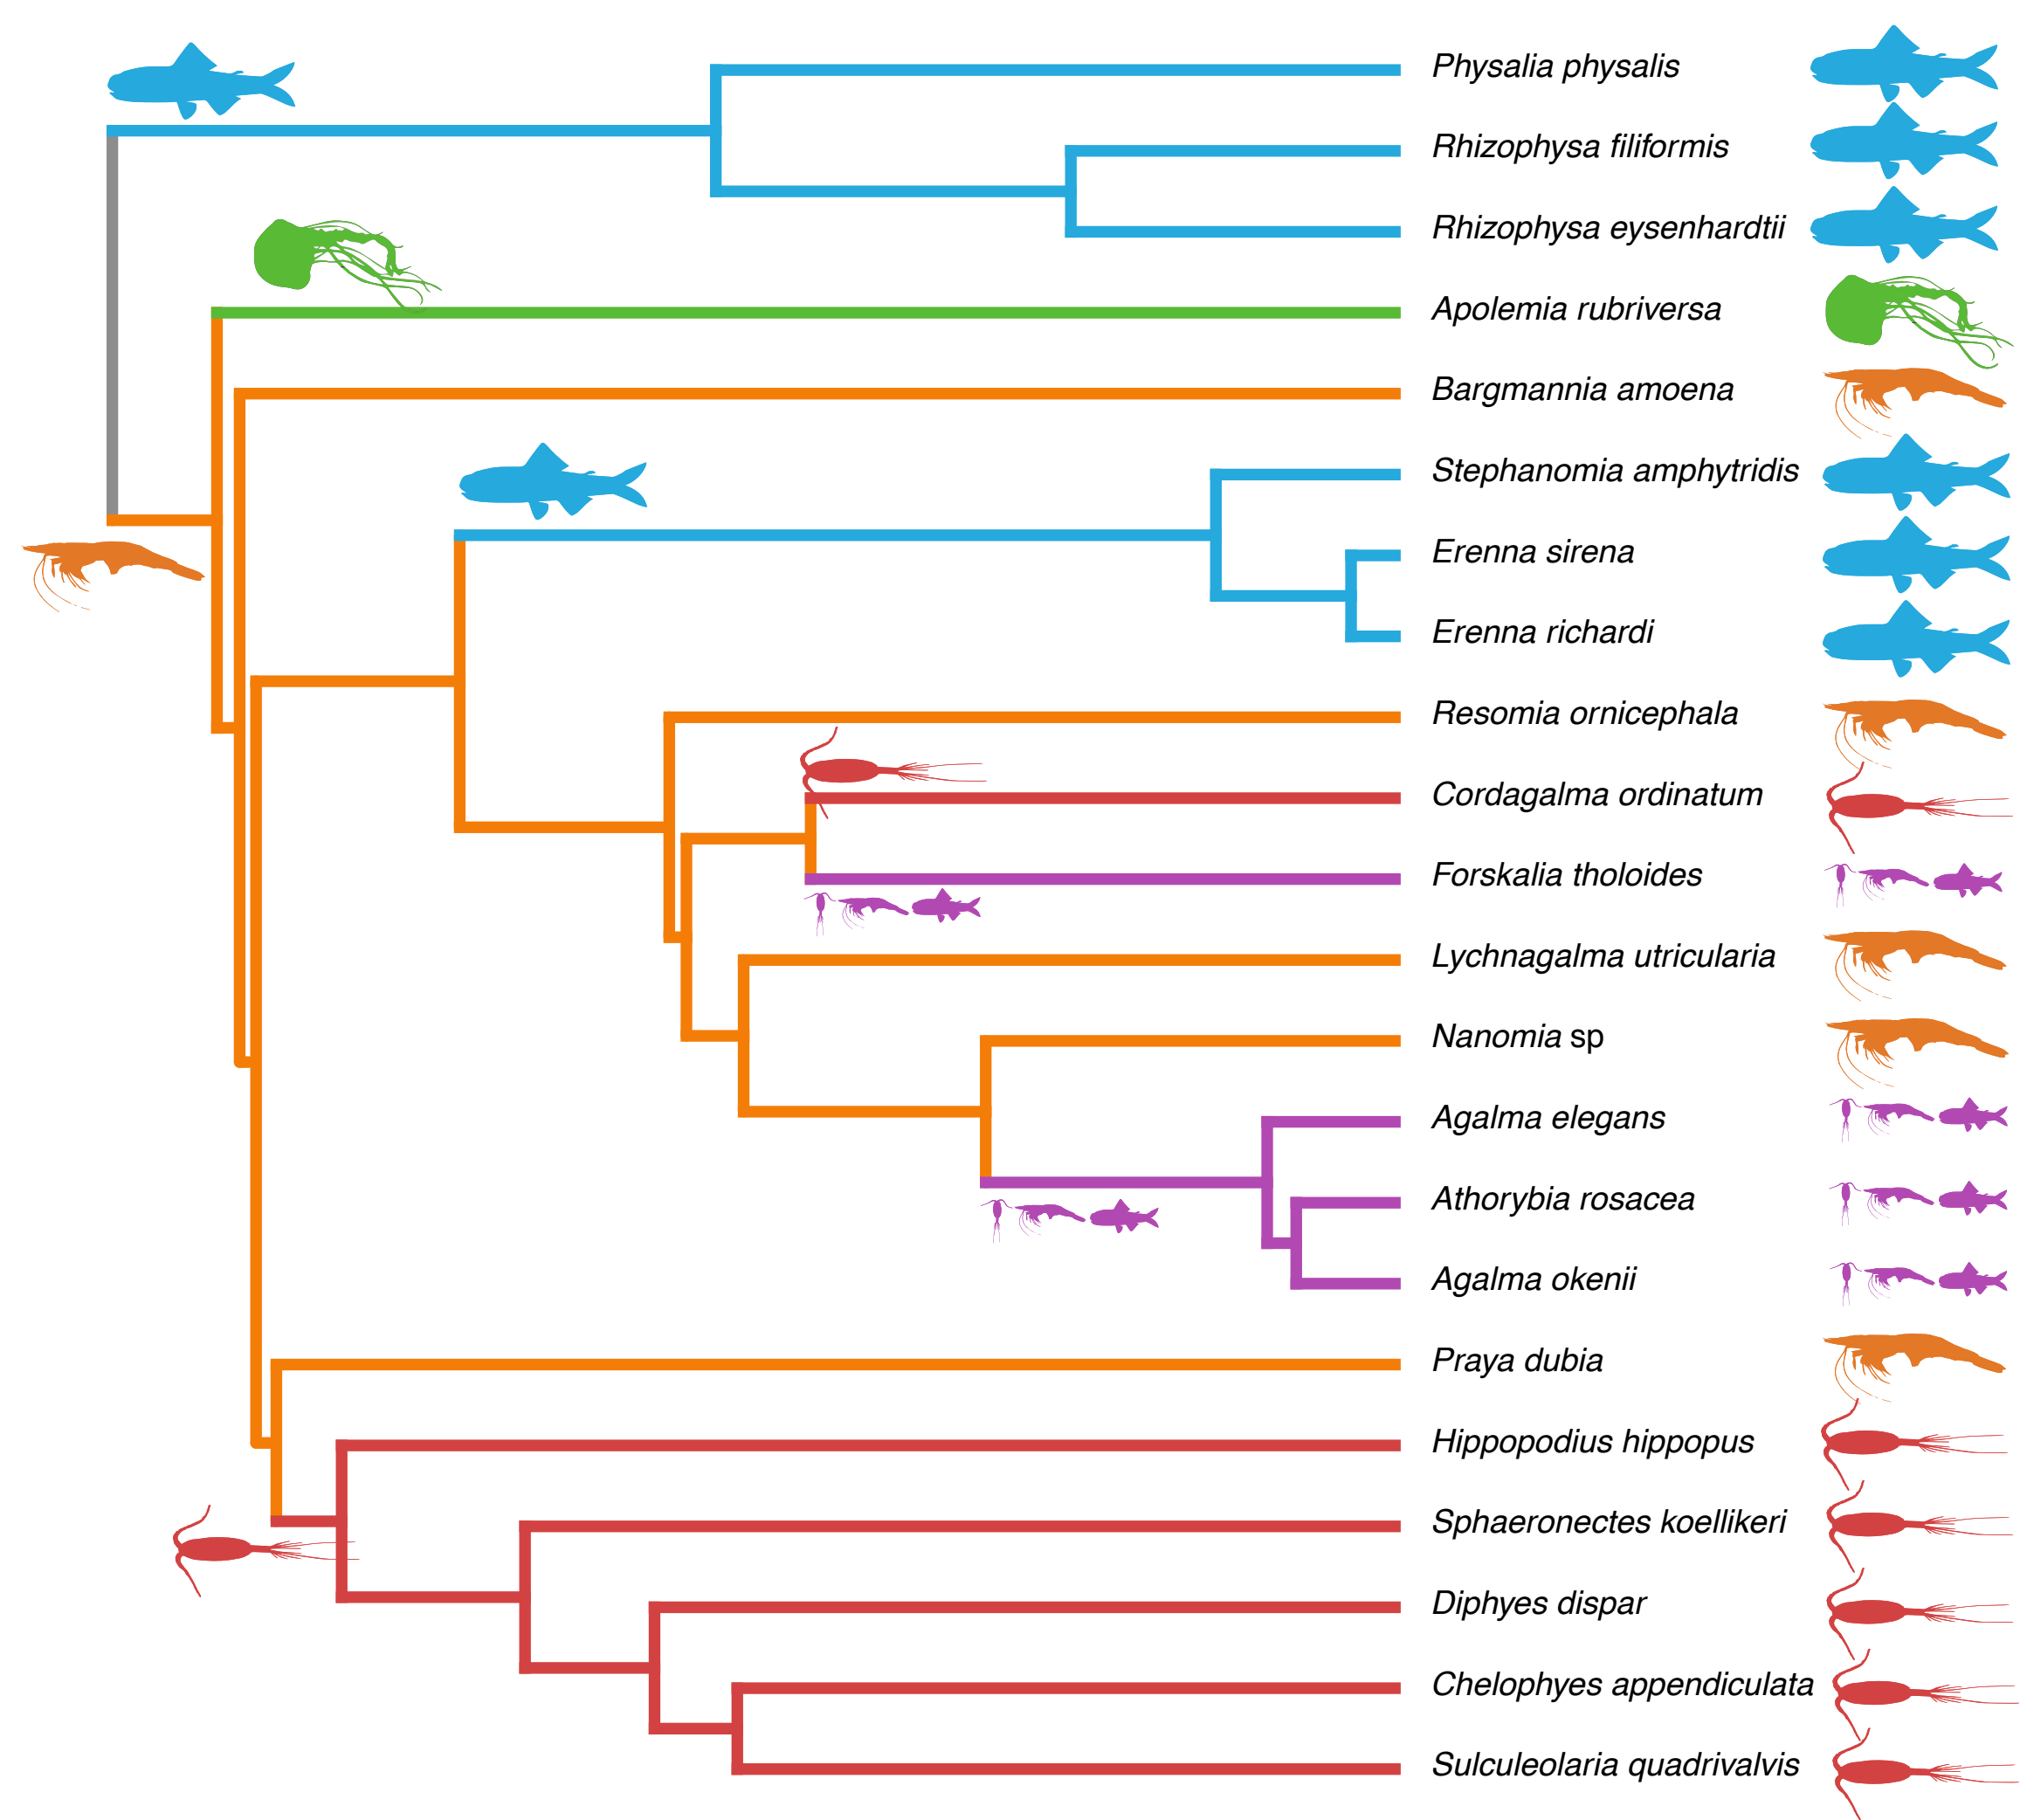 Physalia physalis
Rhizophysa filiformis
Rhizophysa eysenhardtii
Apolemia rubriversa
Bargmannia amoena
Stephanomia amphytridis
Erenna sirena
Erenna richardi
Resomia ornicephala
Cordagalma ordinatum
Forskalia tholoides
Lychnagalma utricularia
Nanomia sp
Agalma elegans
Athorybia rosacea
Agalma okenii
Praya dubia
Hippopodius hippopus
Sphaeronectes koellikeri
Diphyes dispar
Chelophyes appendiculata
Sulculeolaria quadrivalvis